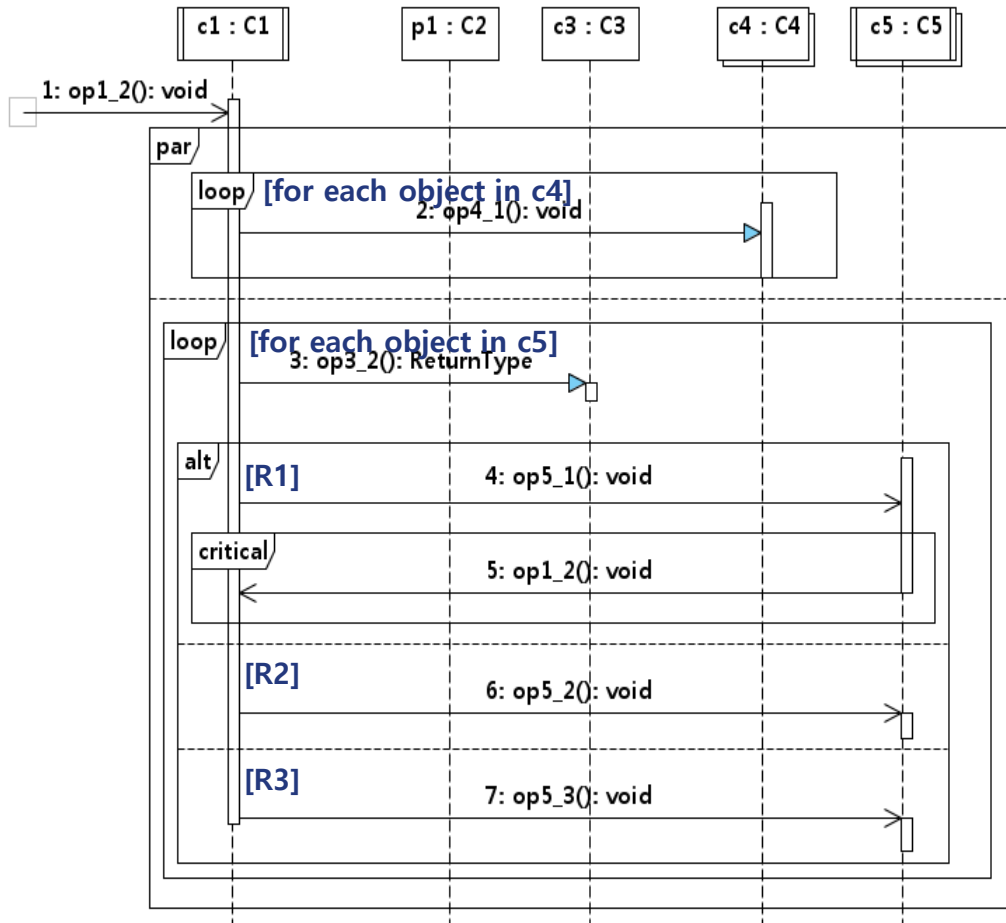 c1 : C1
p1 : C2
c3 : C3
c4 : C4
c5 : C5
1: op1_2(): void
par
loop
[for each object in c4]
2: op4_1(): void
loop
[for each object in c5]
3: op3_2(): ReturnType
alt
[R1]
4: op5_1(): void
critical
5: op1_2(): void
[R2]
6: op5_2(): void
[R3]
7: op5_3(): void